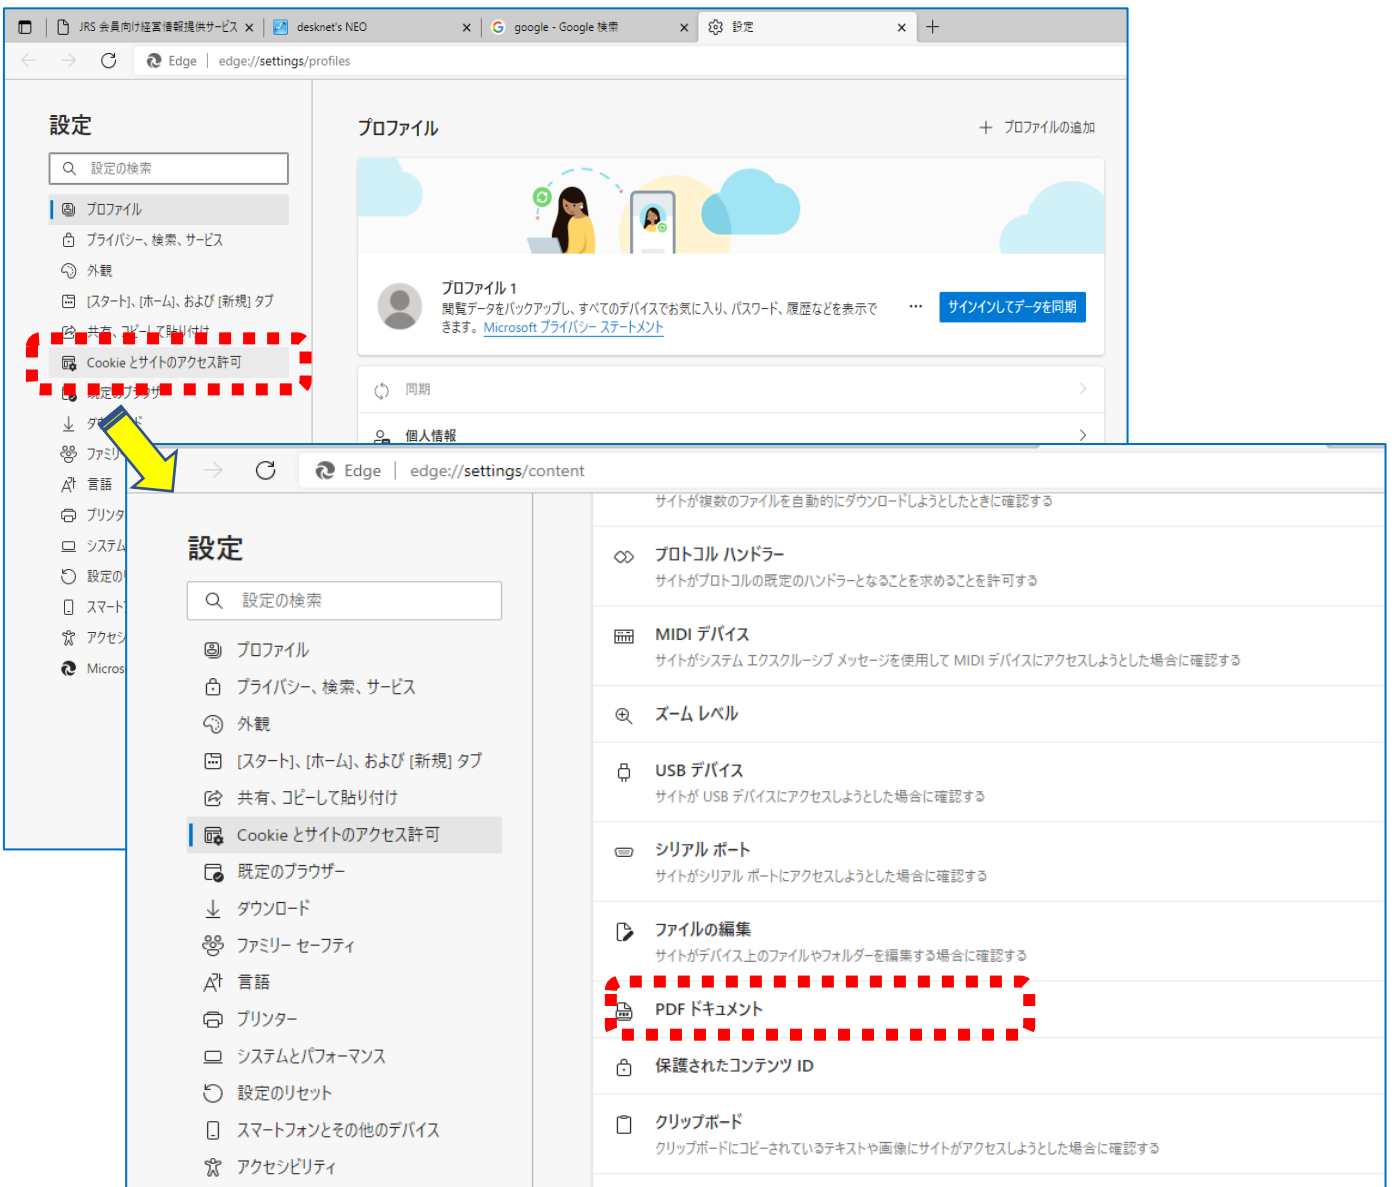 JRS 会員向け経営情報提供サービス
desknet's NEO
google - Google 検索
設定
Edge
edge://settings/profiles
設定
設定の検索
プロファイル
プライバシー、検索、サービス
外観
[スタート]、[ホーム]、および [新規] タブ
共有、コピーして貼り付け
Cookie とサイトのアクセス許可
既定のブラウザー
ファミリ
言語
プリンタ
システム
設定の
スマート
アクセシ
Micros
プロファイル
プロファイルの追加
プロファイル 1
閲覧データをバックアップし、すべてのデバイスでお気に入り、パスワード、履歴などを表示で
きます。Microsoft プライバシー ステートメント
サインインしてデータを同期
同期
個人情報
Edge
edge://settings/content
設定
設定の検索
プロファイル
プライバシー、検索、サービス
外観
[スタート]、[ホーム]、および [新規] タブ
共有、コピーして貼り付け
Cookie とサイトのアクセス許可
既定のブラウザー
ダウンロード
ファミリー セーフティ
言語
プリンター
システムとパフォーマンス
設定のリセット
スマートフォンとその他のデバイス
アクセシビリティ
サイトが複数のファイルを自動的にダウンロードしようとしたときに確認する
プロトコル ハンドラー
サイトがプロトコルの既定のハンドラーとなることを求めることを許可する
MIDI デバイス
サイトがシステム エクスクルーシブ メッセージを使用して MIDI デバイスにアクセスしようとした場合に確認する
ズーム レベル
USB デバイス
サイトが USB デバイスにアクセスしようとした場合に確認する
シリアル ポート
サイトがシリアル ポートにアクセスしようとした場合に確認する
ファイルの編集
サイトがデバイス上のファイルやフォルダーを編集する場合に確認する
PDF ドキュメント
保護されたコンテンツ ID
クリップボード
クリップボードにコピーされているテキストや画像にサイトがアクセスしようとした場合に確認する